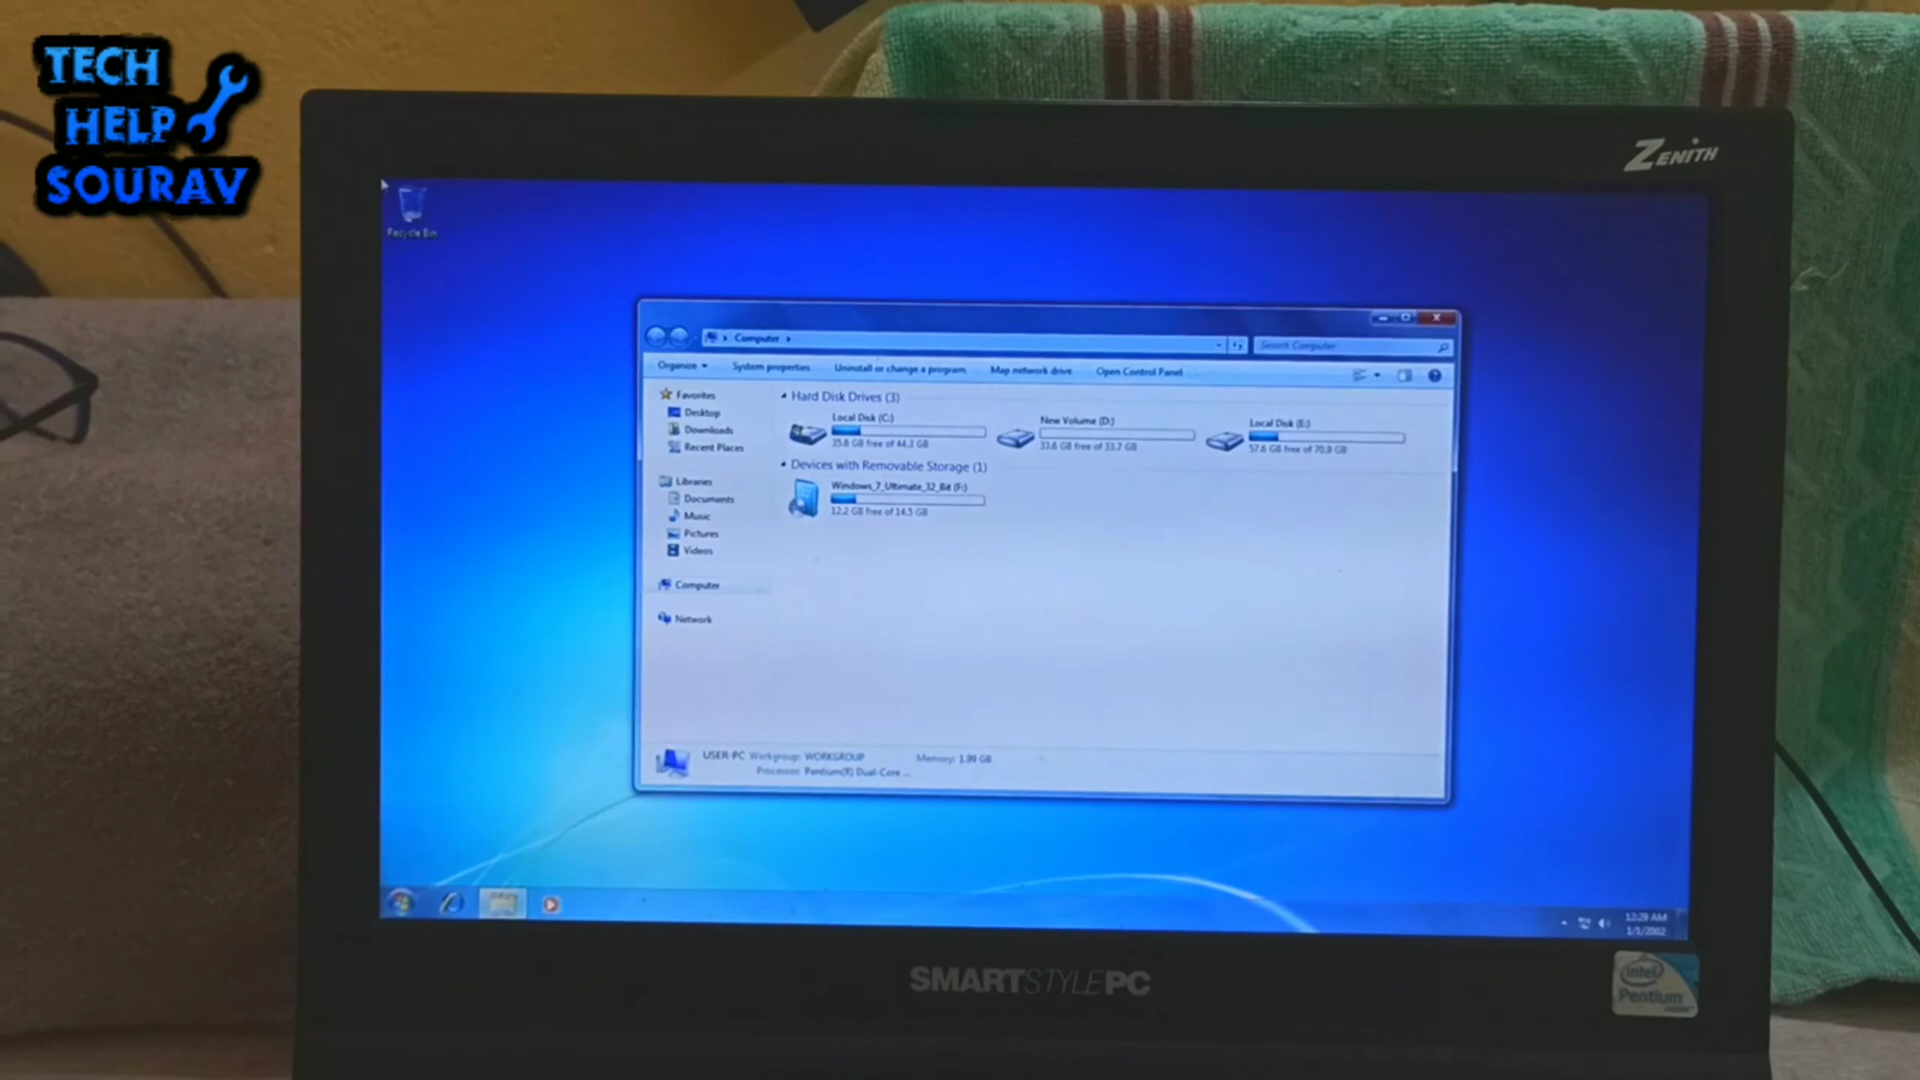 TECH
HELP
SOURAV
ZENITH
Recycle Bin
Computer
Search Computer
Organize
System properties
Uninstall or change a program
Map network drive
Open Control Panel
Favorites
Desktop
Downloads
Recent Places
Libraries
Documents
Music
Pictures
Videos
Computer
Network
Hard Disk Drives (3)
Local Disk (C:)
35.8 GB free of 44.3 GB
New Volume (D:)
33.6 GB free of 33.7 GB
Local Disk (E:)
57.6 GB free of 70.9 GB
Devices with Removable Storage (1)
Windows_7_Ultimate_32_Bit (F:)
12.2 GB free of 14.5 GB
USER-PC Workgroup: WORKGROUP Memory: 1.99 GB
Processor: Pentium(R) Dual-Core ...
12:29 AM
1/1/2002
SMARTSTYLEPC
intel
Pentium
inside